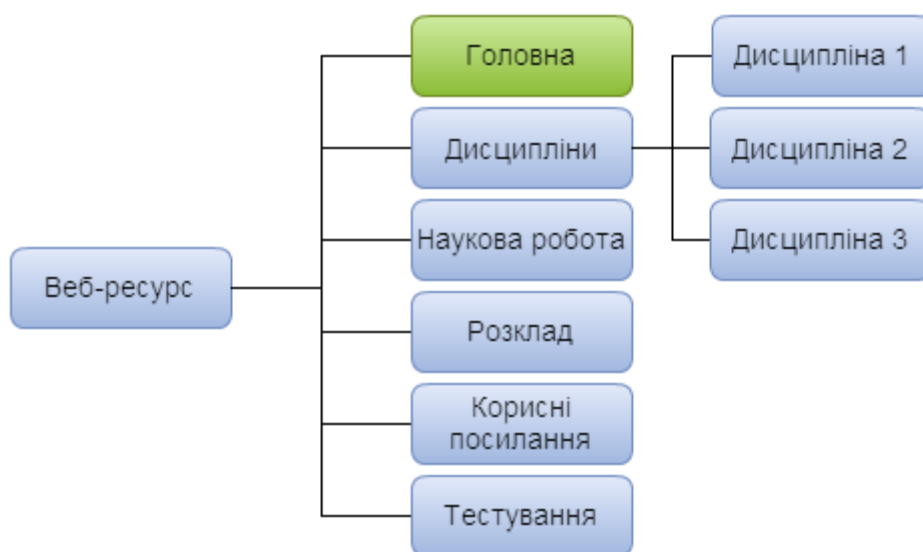 Головна
Дисципліна 1
Дисципліни
Дисципліна 2
Наукова робота
Дисципліна 3
Веб-ресурс
Розклад
Корисні
посилання
Тестування